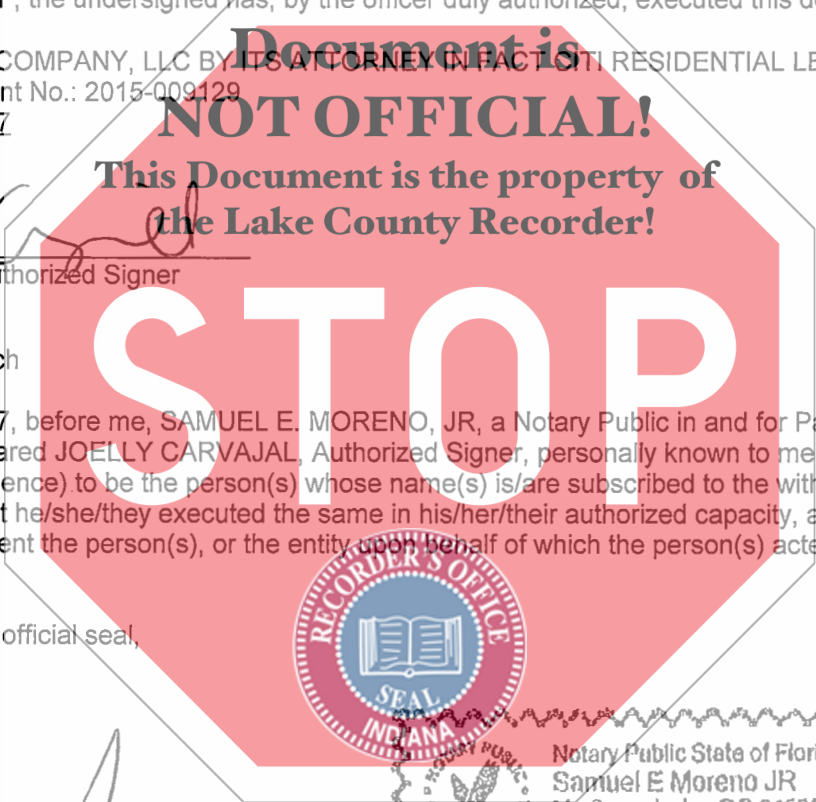 , the undersigned has, by the officer duly authorized, executed this
Document is
COMPANY, LLC BY ITS ATTORNEY IN FACT CITI RESIDENTIAL
nt No.: 2015-009129
7
NOT OFFICIAL!
This Document is the property of
the Lake County Recorder!
thorized Signer
STOP
ch
7, before me, SAMUEL E. MORENO, JR, a Notary Public in and for Pa
ared JOELLY CARVAJAL, Authorized Signer, personally known to me
ence) to be the person(s) whose name(s) is/are subscribed to the with
t he/she/they executed the same in his/her/their authorized capacity, a
ent the person(s), or the entity upon behalf of which the person(s) acte
RECORDER'S OFFICE
official seal,
SEAL
INDIANA
NOTARY PUBLIC
Notary Public State of Flori
Samuel E Moreno JR